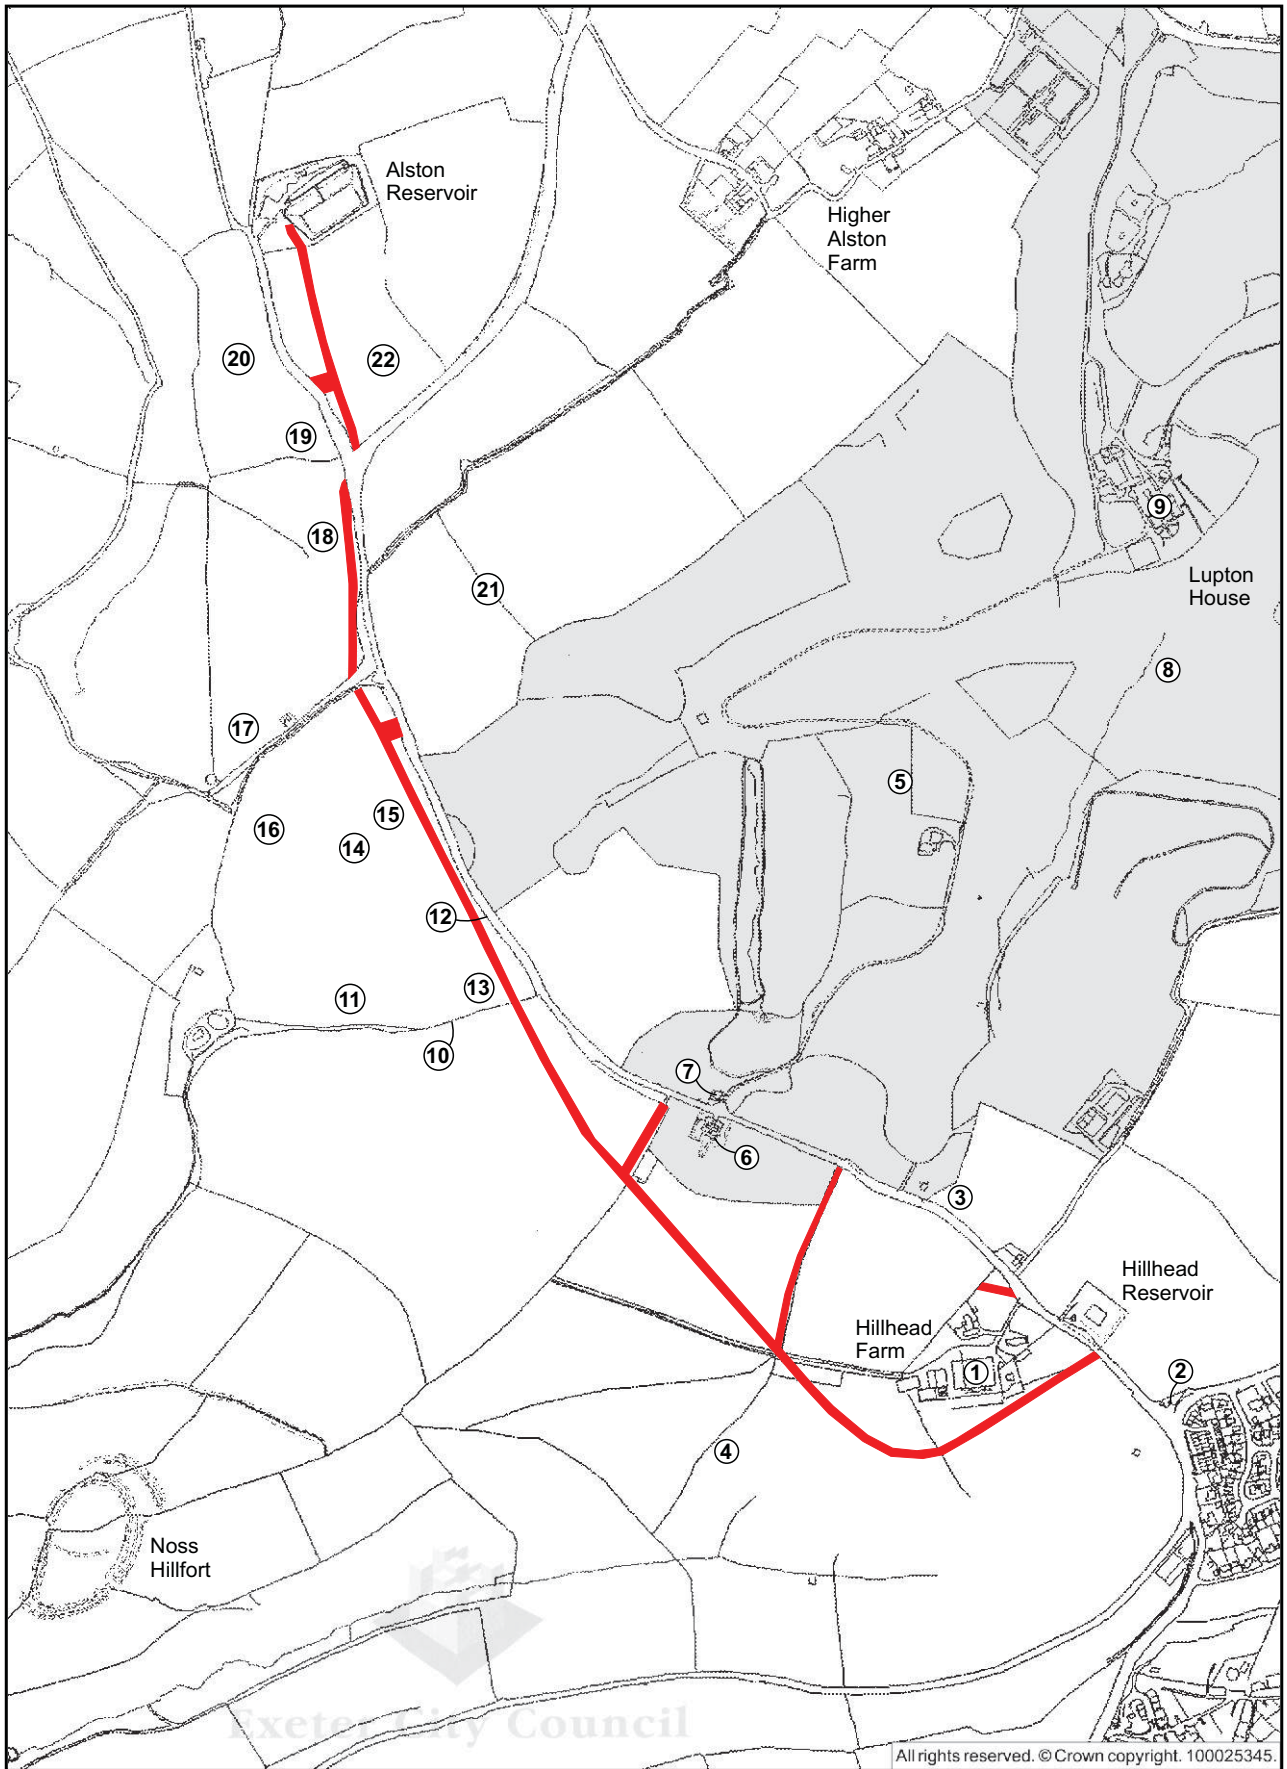 Alston
Reservoir
Higher
Alston
Farm
20
22
19
9
18
Lupton
House
21
8
17
5
15
16
14
12
13
11
10
7
6
3
Hillhead
Reservoir
Hillhead
Farm
1
2
4
Noss
Hillfort
Exeter City Council
All rights reserved. © Crown copyright. 100025345.